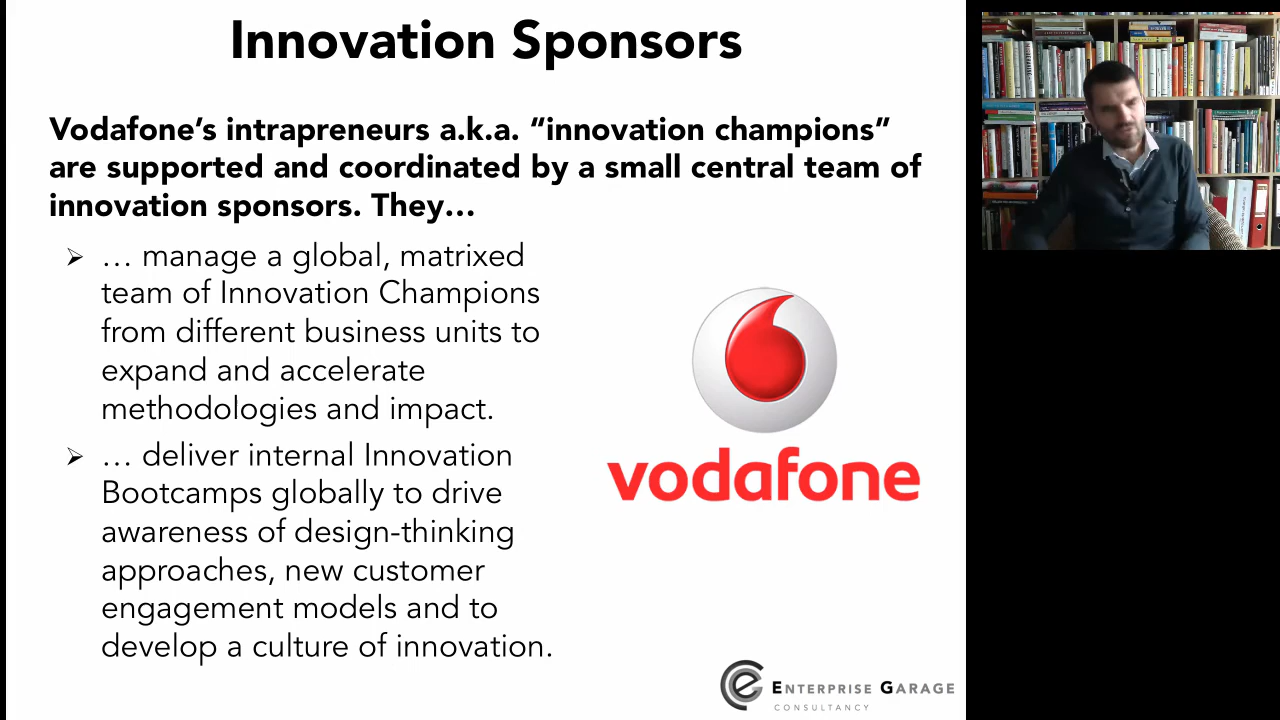 Innovation Sponsors
Vodafone’s intrapreneurs a.k.a. “innovation champions”
are supported and coordinated by a small central team of
innovation sponsors. They…
➢ … manage a global, matrixed
team of Innovation Champions
from different business units to
expand and accelerate
methodologies and impact.
➢ … deliver internal Innovation
Bootcamps globally to drive
awareness of design-thinking
approaches, new customer
engagement models and to
develop a culture of innovation.
vodafone
ENTERPRISE GARAGE
CONSULTANCY